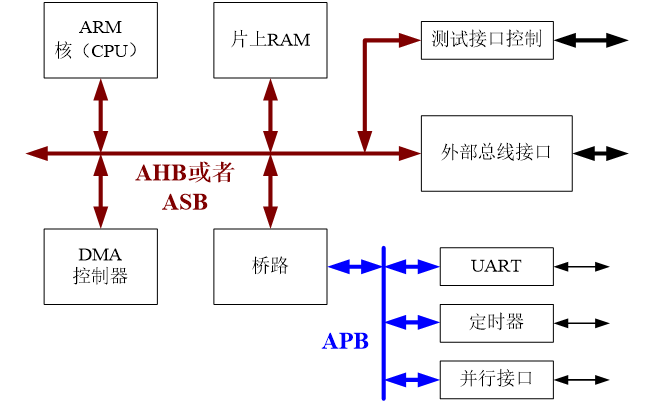 ARM
核（CPU）
片上RAM
测试接口控制
外部总线接口
AHB或者
ASB
DMA
控制器
桥路
APB
UART
定时器
并行接口